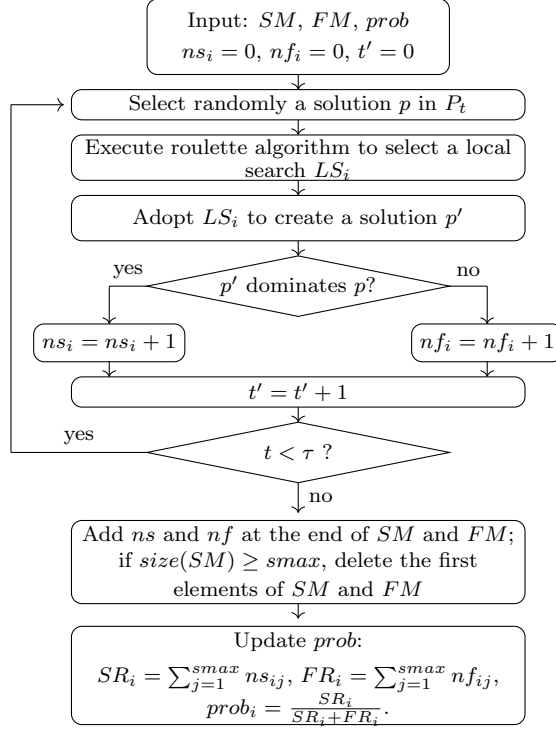 Input: SM, FM, prob
ns_i = 0, nf_i = 0, t' = 0
Select randomly a solution p in P_t
Execute roulette algorithm to select a local
search LS_i
Adopt LS_i to create a solution p'
p' dominates p?
yes
no
ns_i = ns_i + 1
nf_i = nf_i + 1
t' = t' + 1
t < τ ?
yes
no
Add ns and nf at the end of SM and FM;
if size(SM) ≥ smax, delete the first
elements of SM and FM
Update prob:
SR_i = ∑_{j=1}^{smax} ns_{ij}, FR_i = ∑_{j=1}^{smax} nf_{ij},
prob_i = \frac{SR_i}{SR_i+FR_i}.